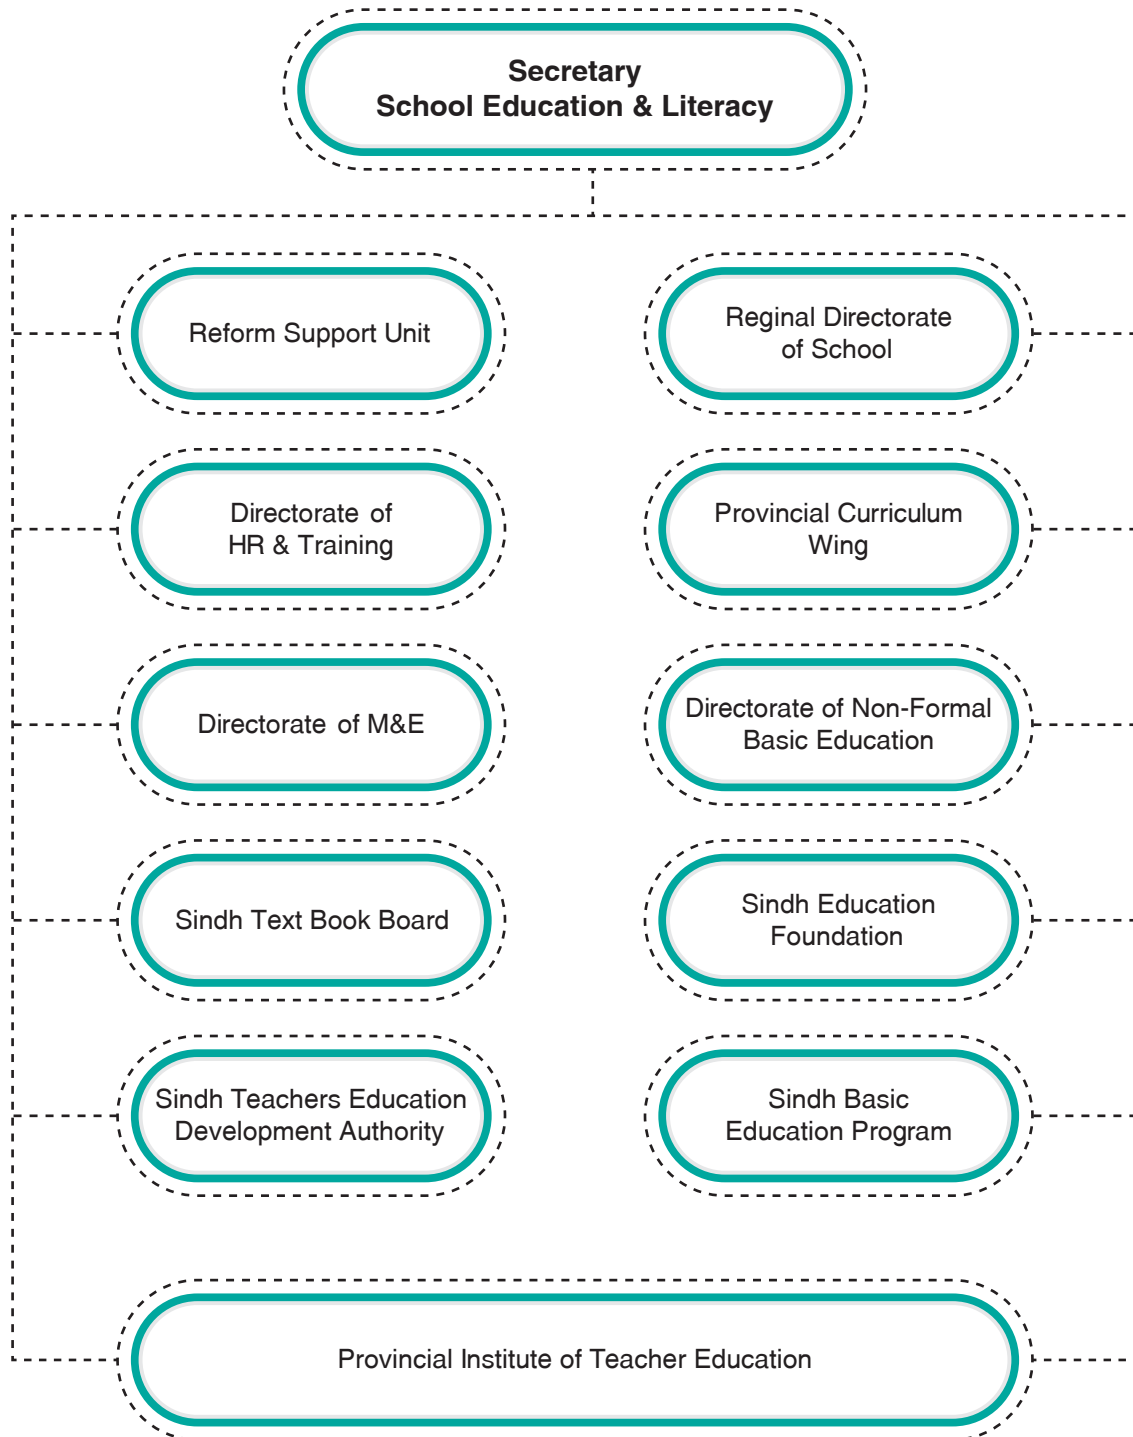 Secretary
School Education & Literacy
Reform Support Unit
Reginal Directorate
of School
Directorate of
HR & Training
Provincial Curriculum
Wing
Directorate of M&E
Directorate of Non-Formal
Basic Education
Sindh Text Book Board
Sindh Education
Foundation
Sindh Teachers Education
Development Authority
Sindh Basic
Education Program
Provincial Institute of Teacher Education